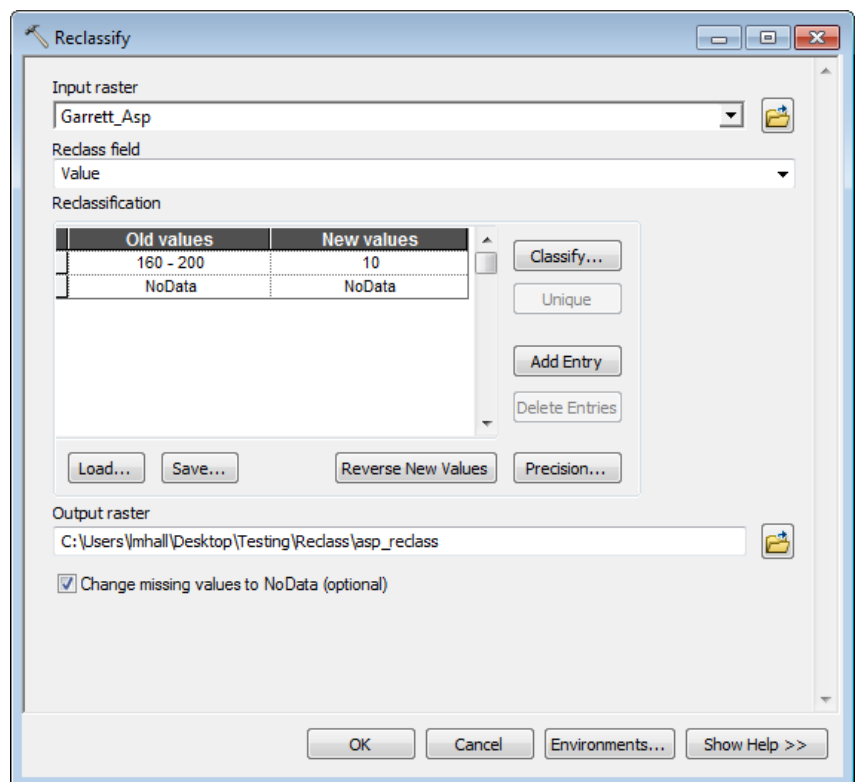 Reclassify
Input raster
Garrett_Asp
Reclass field
Value
Reclassification
Old values New values
160 - 200 10
NoData NoData
Classify...
Unique
Add Entry
Delete Entries
Load... Save... Reverse New Values Precision...
Output raster
C:\Users\lmhall\Desktop\Testing\Reclass\asp_reclass
Change missing values to NoData (optional)
OK Cancel Environments... Show Help >>